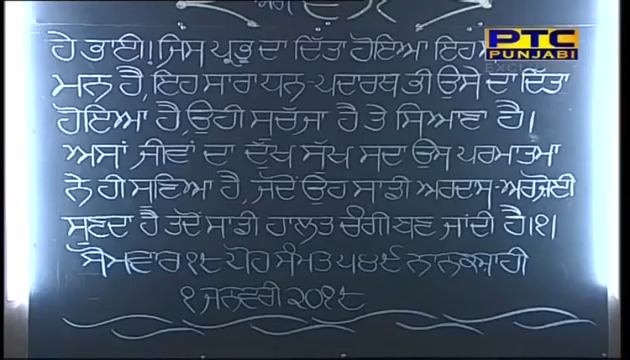 ਅੰਗ
PTC
PUNJABI
ਹੇ ਭਾਈ! ਜਿਸ ਪ੍ਰਭੂ ਦਾ ਦਿੱਤਾ ਹੋਇਆ ਇਹ
ਮਨ ਹੈ, ਇਹ ਸਾਰਾ ਧਨ-ਪਦਾਰਥ ਭੀ ਉਸੇ ਦਾ ਦਿੱਤਾ
ਹੋਇਆ ਹੈ, ਉਹੀ ਸੁਚੱਜਾ ਹੈ ਤੇ ਸਿਆਣਾ ਹੈ।
ਅਸਾਂ ਜੀਵਾਂ ਦਾ ਦੁੱਖ ਸੁੱਖ ਸਦਾ ਉਸ ਪਰਮਾਤਮਾ
ਨੇ ਹੀ ਸੁਣਿਆ ਹੈ, ਜਦੋਂ ਉਹ ਸਾਡੀ ਅਰਦਾਸ-ਅਰਜ਼ੋਈ
ਸੁਣਦਾ ਹੈ ਤਦੋਂ ਸਾਡੀ ਹਾਲਤ ਚੰਗੀ ਬਣ ਜਾਂਦੀ ਹੈ।੧।
ਸੋਮਵਾਰ ੧੮ ਪੋਹ ਸੰਮਤ ੫੪੯ ਨਾਨਕਸ਼ਾਹੀ
੧ ਜਨਵਰੀ ੨੦੧੮